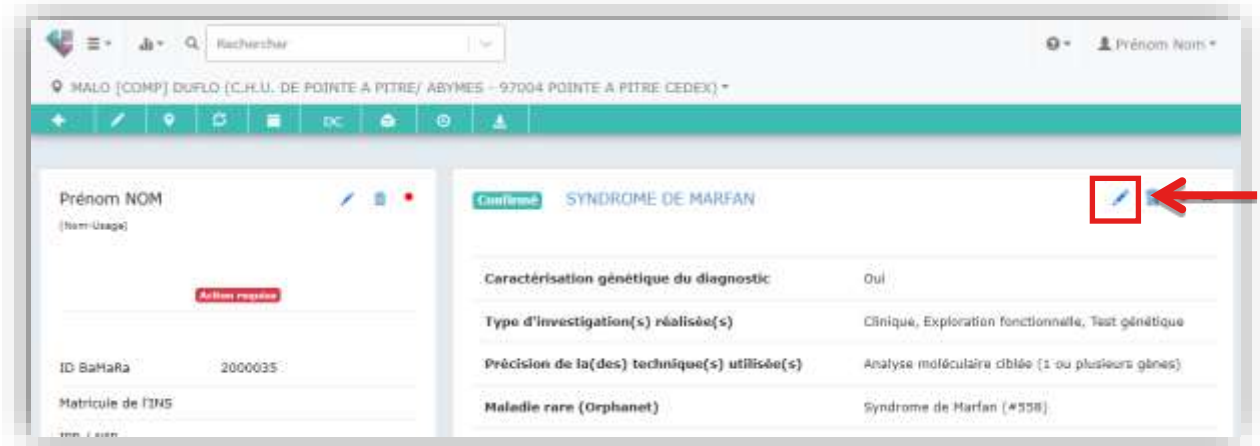 Rechercher
Prénom Nom
MALO [COMP] DUFLO (C.H.U. DE POINTE A PITRE/ ABYMES - 97004 POINTE A PITRE CEDEX)
DC
Prénom NOM
(Nom-Usage)
Action requise
ID BaMaRa 2000035
Matricule de l'INS
Confirmé SYNDROME DE MARFAN
Caractérisation génétique du diagnostic Oui
Type d'investigation(s) réalisée(s) Clinique, Exploration fonctionnelle, Test génétique
Précision de la(des) technique(s) utilisée(s) Analyse moléculaire ciblée (1 ou plusieurs gènes)
Maladie rare (Orphanet) Syndrome de Marfan (#558)